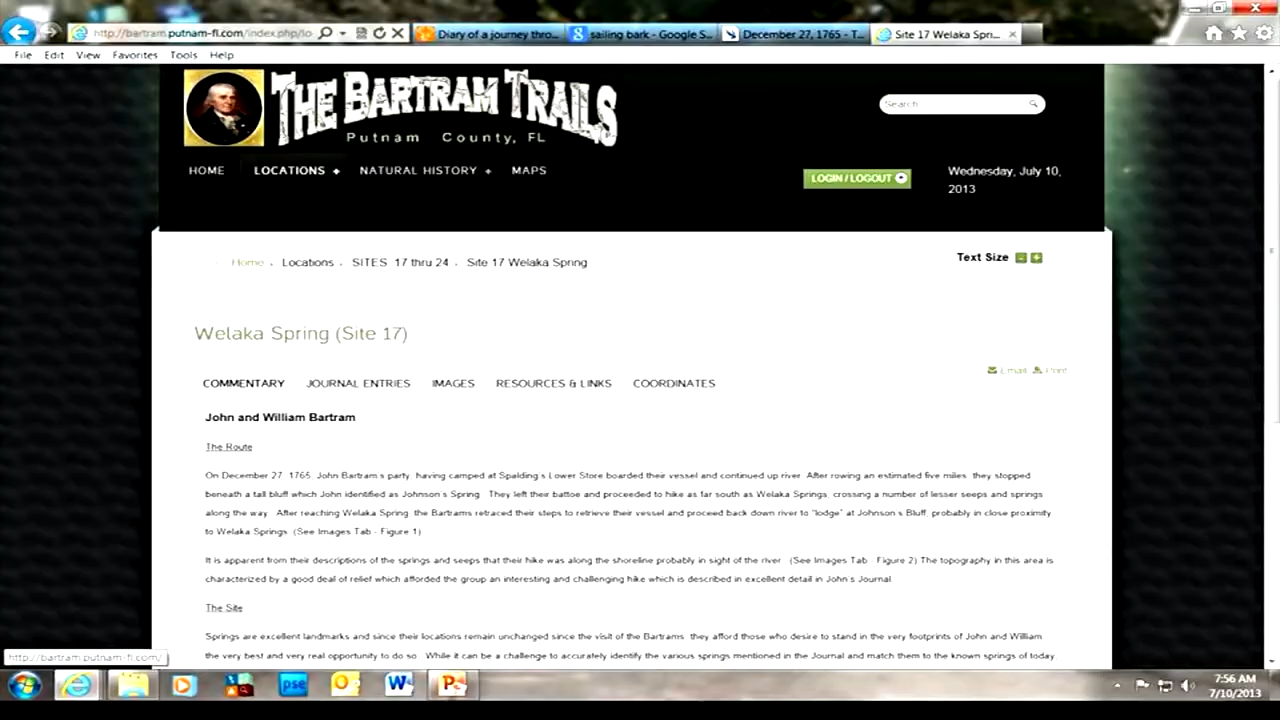 http://bartram.putnam-fl.com/index.php/lo
Diary of a journey thro...
sailing bark - Google S...
December 27, 1765 - T...
Site 17 Welaka Spri...
File Edit View Favorites Tools Help
THE BARTRAM TRAILS
Putnam County, FL
Search
HOME LOCATIONS + NATURAL HISTORY + MAPS
LOGIN / LOGOUT
Wednesday, July 10,
2013
Home . Locations . SITES 17 thru 24 . Site 17 Welaka Spring
Text Size - +
Welaka Spring (Site 17)
Email Print
COMMENTARY JOURNAL ENTRIES IMAGES RESOURCES & LINKS COORDINATES
John and William Bartram
The Route
On December 27 1765 John Bartram s party having camped at Spalding s Lower Store boarded their vessel and continued up river After rowing an estimated five miles they stopped
beneath a tall bluff which John identified as Johnson s Spring They left their battoe and proceeded to hike as far south as Welaka Springs, crossing a number of lesser seeps and springs
along the way. After reaching Welaka Spring the Bartrams retraced their steps to retrieve their vessel and proceed back down river to "lodge" at Johnson s Bluff probably in close proximity
to Welaka Springs (See Images Tab - Figure 1)
It is apparent from their descriptions of the springs and seeps that their hike was along the shoreline probably in sight of the river (See Images Tab Figure 2) The topography in this area is
characterized by a good deal of relief which afforded the group an interesting and challenging hike which is described in excellent detail in John's Journal
The Site
Springs are excellent landmarks and since their locations remain unchanged since the visit of the Bartrams they afford those who desire to stand in the very footprints of John and William
the very best and very real opportunity to do so While it can be a challenge to accurately identify the various springs mentioned in the Journal and match them to the known springs of today
http://bartram.putnam-fl.com/
pse
7:56 AM
7/10/2013